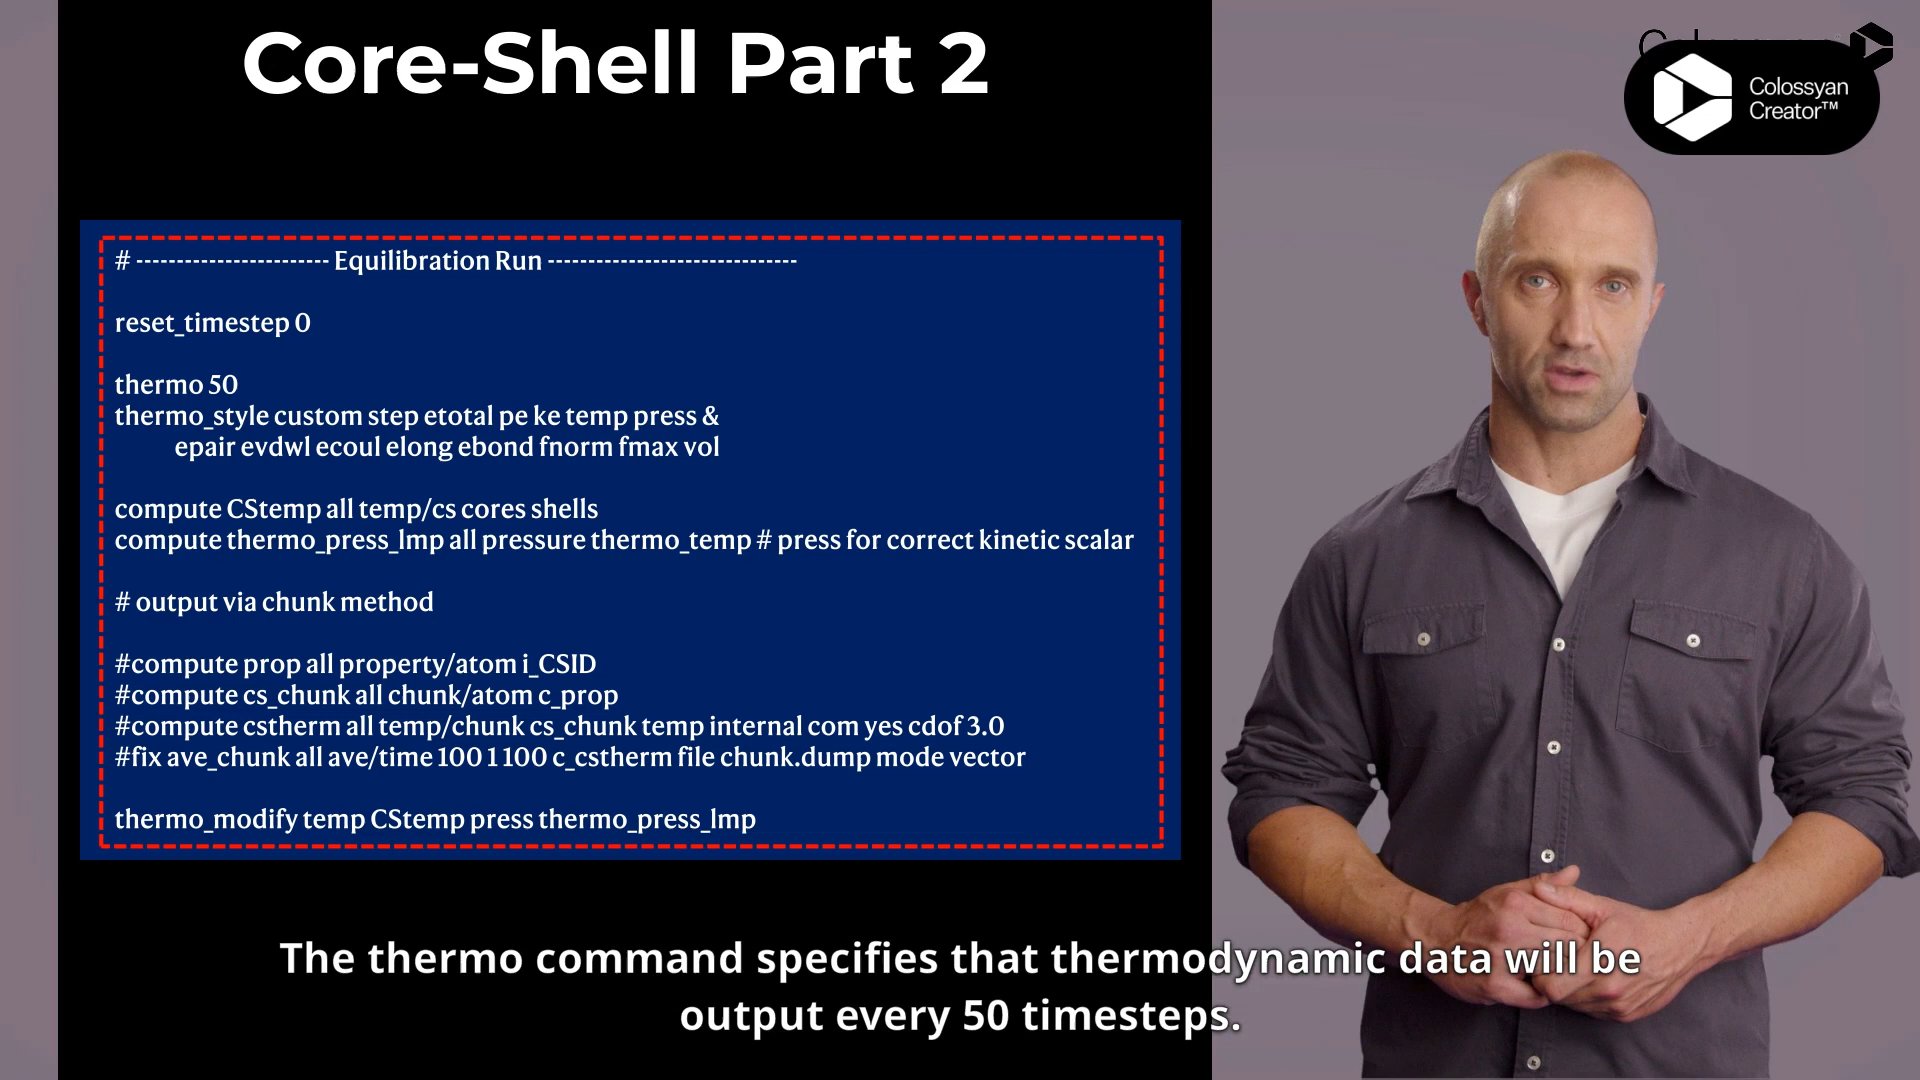 Core-Shell Part 2
Colossyan
Creator™
# ------------------------ Equilibration Run -------------------------------
reset_timestep 0
thermo 50
thermo_style custom step etotal pe ke temp press &
epair evdwl ecoul elong ebond fnorm fmax vol
compute CStemp all temp/cs cores shells
compute thermo_press_lmp all pressure thermo_temp # press for correct kinetic scalar
# output via chunk method
#compute prop all property/atom i_CSID
#compute cs_chunk all chunk/atom c_prop
#compute cstherm all temp/chunk cs_chunk temp internal com yes cdof 3.0
#fix ave_chunk all ave/time 100 1 100 c_cstherm file chunk.dump mode vector
thermo_modify temp CStemp press thermo_press_lmp
The thermo command specifies that thermodynamic data will be
output every 50 timesteps.